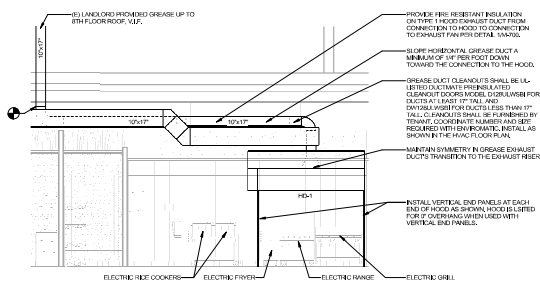 (E) LANDLORD PROVIDED GREASE UP TO
8TH FLOOR ROOF, V.I.F.
10"x17"
10"x17"
10"x17"
HD-1
PROVIDE FIRE RESISTANT INSULATION
ON TYPE 1 HOOD EXHAUST DUCT FROM
CONNECTION TO HOOD TO CONNECTION
TO EXHAUST FAN PER DETAIL 1/M-700.
SLOPE HORIZONTAL GREASE DUCT A
MINIMUM OF 1/4" PER FOOT DOWN
TOWARD THE CONNECTION TO THE HOOD.
GREASE DUCT CLEANOUTS SHALL BE UL-
LISTED DUCTMATE PREINSULATED
CLEANOUT DOORS MODEL D128ULWSBI FOR
DUCTS AT LEAST 17" TALL AND
DW128ULWSBI FOR DUCTS LESS THAN 17"
TALL. CLEANOUTS SHALL BE FURNISHED BY
TENANT. COORDINATE NUMBER AND SIZE
REQUIRED WITH ENVIROMATIC. INSTALL AS
SHOWN IN THE HVAC FLOOR PLAN.
MAINTAIN SYMMETRY IN GREASE EXHAUST
DUCT'S TRANSITION TO THE EXHAUST RISER
INSTALL VERTICAL END PANELS AT EACH
END OF HOOD AS SHOWN, HOOD IS LSITED
FOR 0" OVERHANG WHEN USED WITH
VERTICAL END PANELS.
ELECTRIC RICE COOKERS
ELECTRIC FRYER
ELECTRIC RANGE
ELECTRIC GRILL